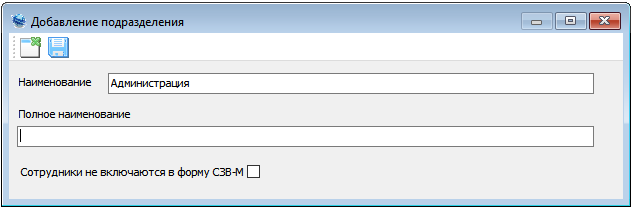 Добавление подразделения
Наименование Администрация
Полное наименование
Сотрудники не включаются в форму СЗВ-М